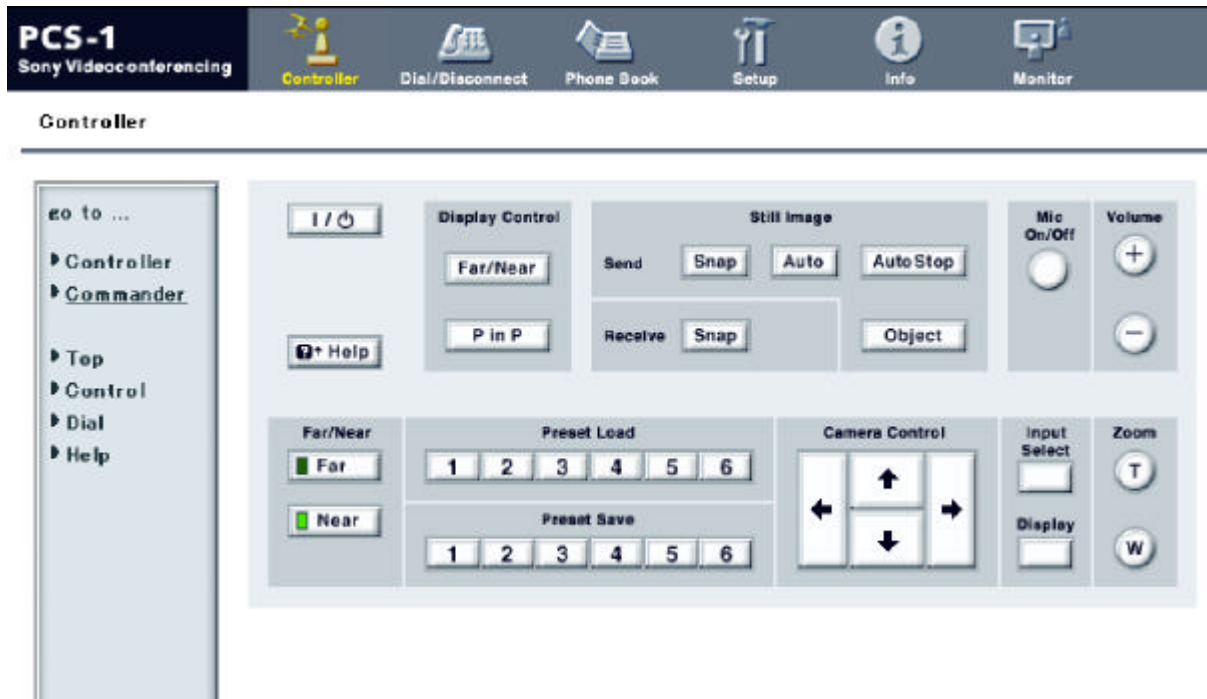 PCS-1
Sony Videoconferencing
Controller
Dial/Disconnect
Phone Book
Setup
Info
Monitor
Controller
go to ...
Controller
Commander
Top
Control
Dial
Help
I / ⏻
? Help
Display Control
Far/Near
P in P
Still Image
Send
Snap
Auto
Auto Stop
Receive
Snap
Object
Mic
On/Off
Volume
+
−
Far/Near
Far
Near
Preset Load
1 2 3 4 5 6
Preset Save
1 2 3 4 5 6
Camera Control
Input
Select
Display
Zoom
T
W